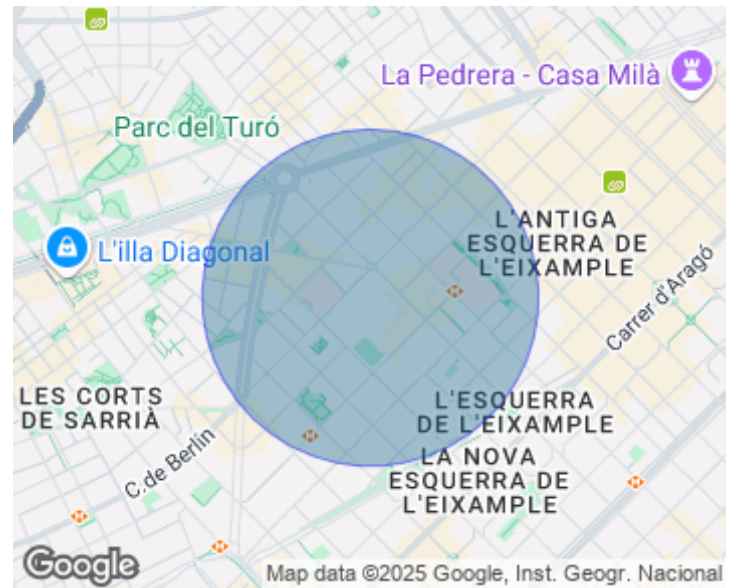 La Pedrera - Casa Milà
Parc del Turó
L'ANTIGA
ESQUERRA DE
L'EIXAMPLE
L'illa Diagonal
Carrer d'Aragó
LES CORTS
DE SARRIÀ
L'ESQUERRA
DE L'EIXAMPLE
C. de Berlín
LA NOVA
ESQUERRA DE
L'EIXAMPLE
Google
Map data ©2025 Google, Inst. Geogr. Nacional